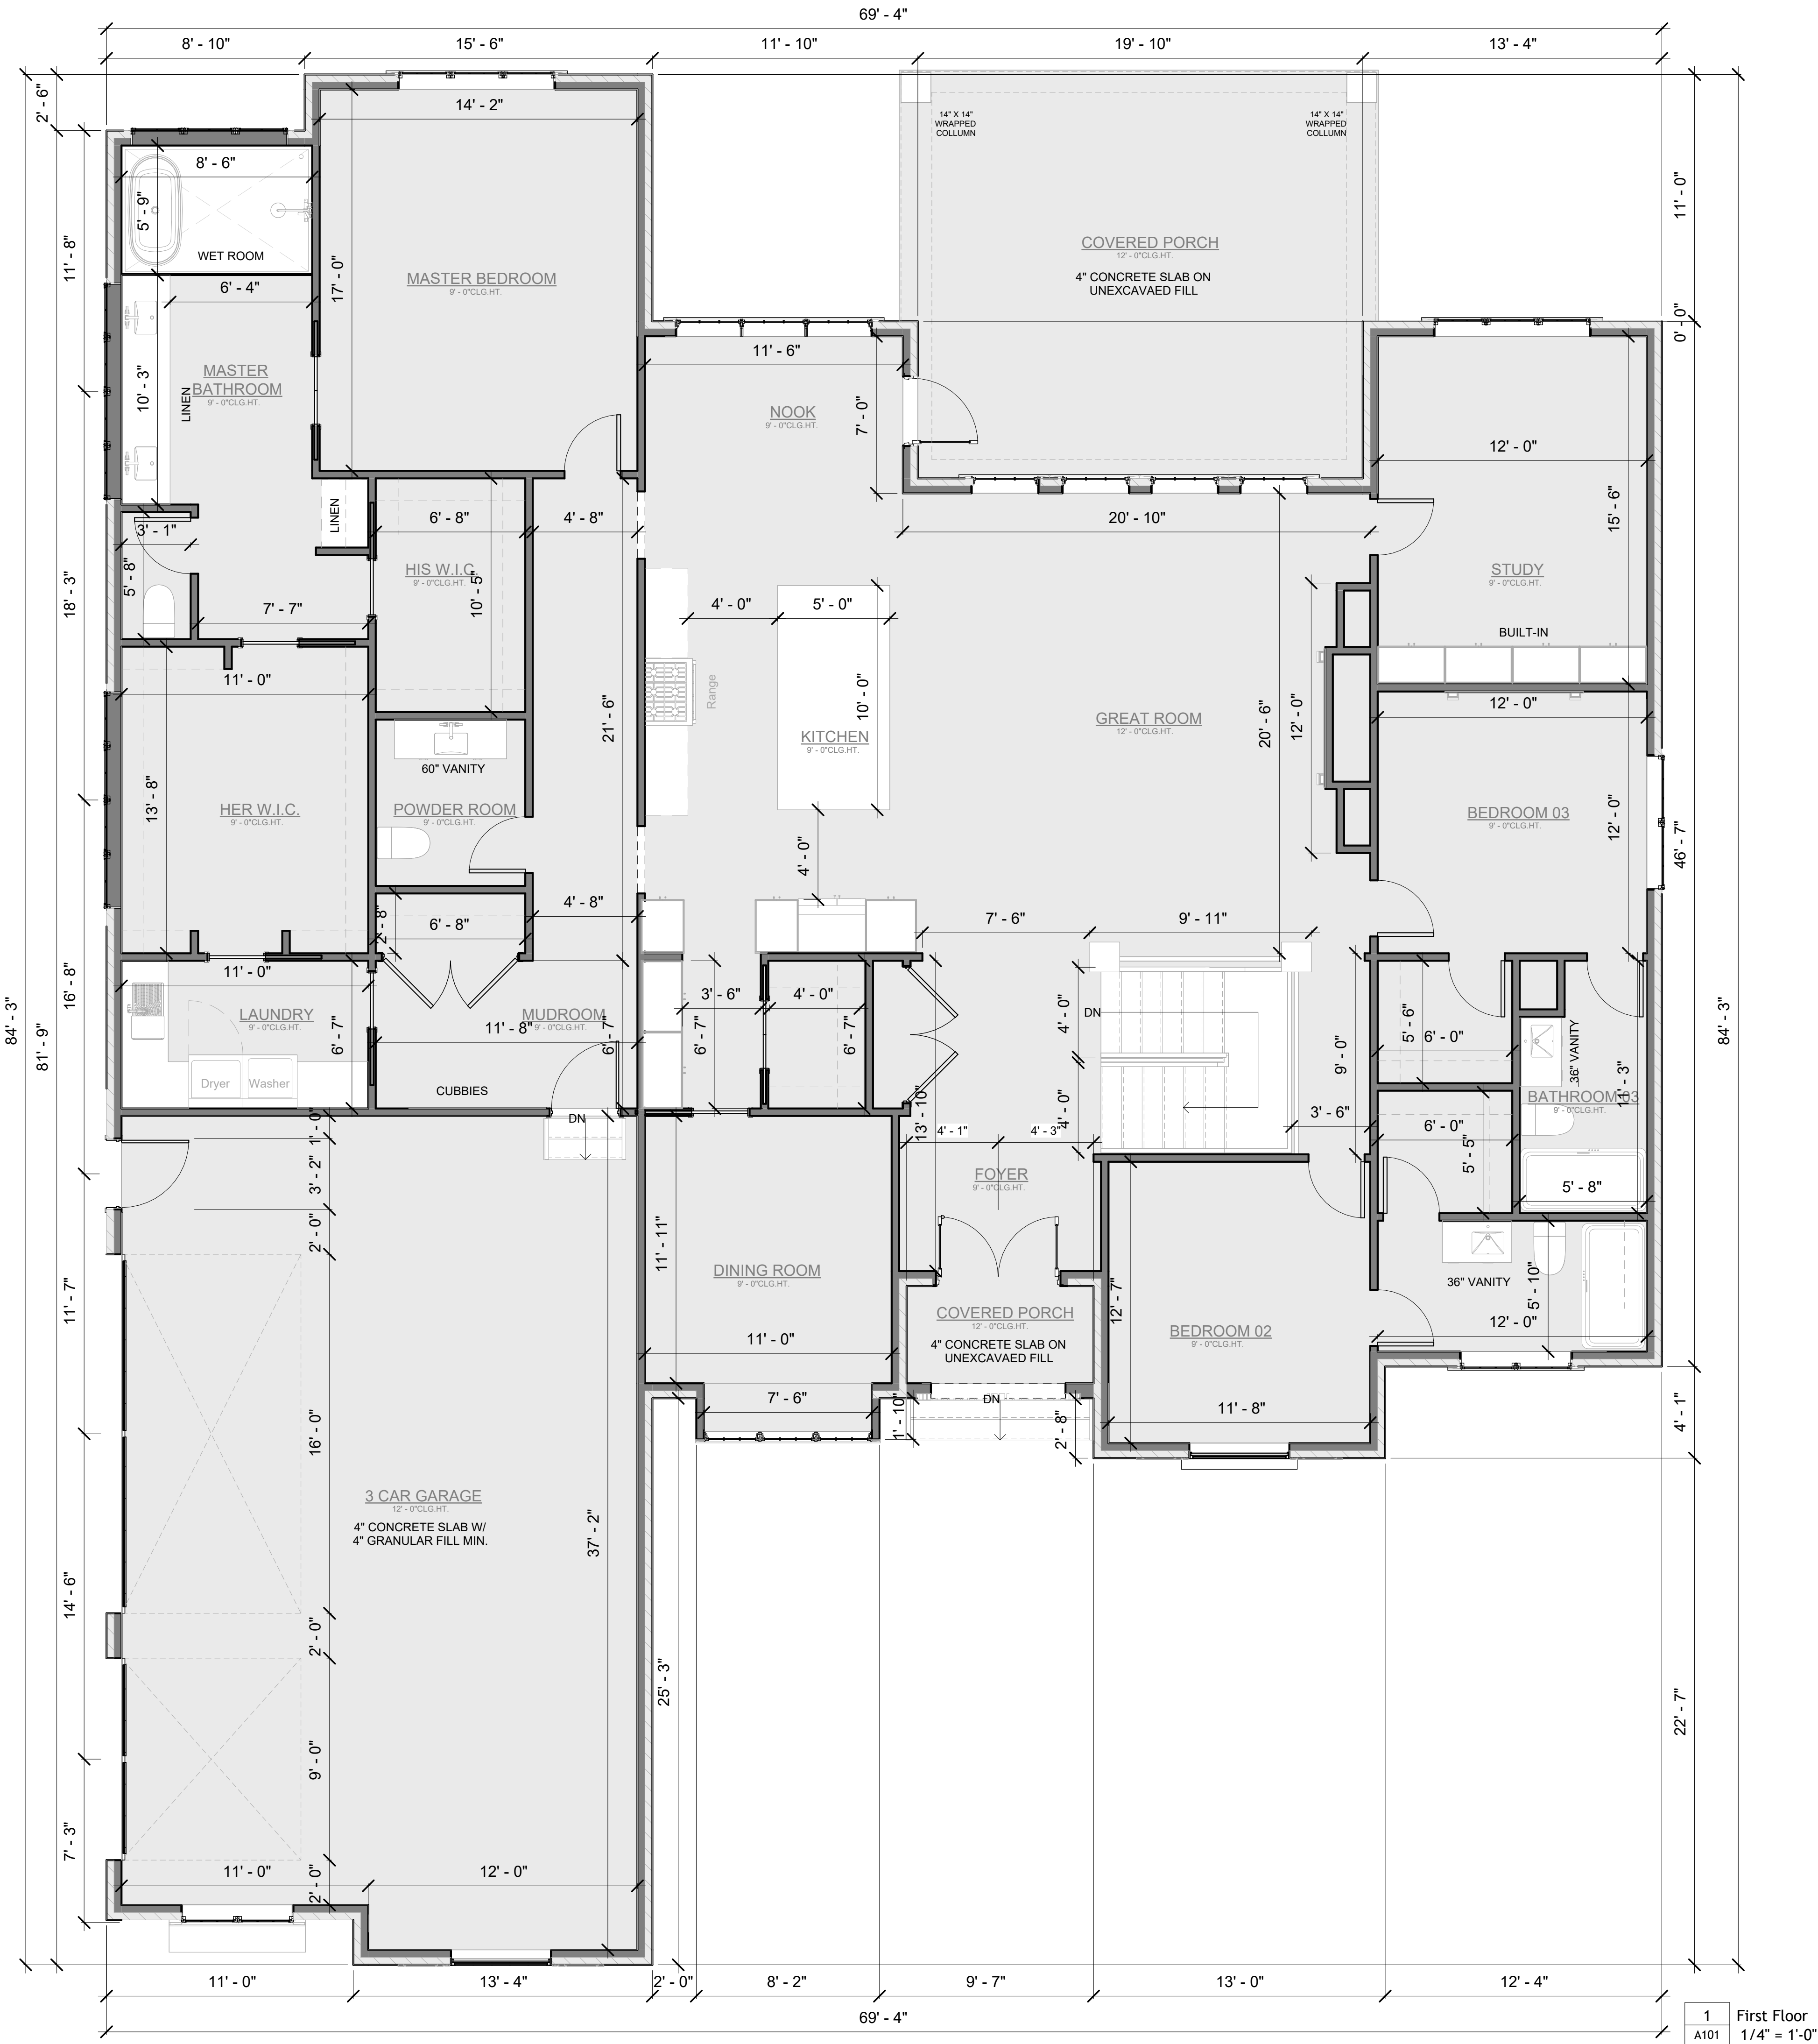 69' - 4"
8' - 10"
15' - 6"
11' - 10"
19' - 10"
13' - 4"
2' - 6"
14' - 2"
14" X 14"
WRAPPED
COLLUMN
14" X 14"
WRAPPED
COLLUMN
8' - 6"
5' - 9"
WET ROOM
11' - 8"
11' - 0"
0' - 0"
COVERED PORCH
12' - 0"CLG.HT.
4" CONCRETE SLAB ON
UNEXCAVAED FILL
MASTER BEDROOM
9' - 0"CLG.HT.
17' - 0"
6' - 4"
MASTER
BATHROOM
9' - 0"CLG.HT.
10' - 3"
LINEN
11' - 6"
NOOK
9' - 0"CLG.HT.
7' - 0"
12' - 0"
15' - 6"
STUDY
9' - 0"CLG.HT.
BUILT-IN
LINEN
6' - 8"
4' - 8"
20' - 10"
3' - 1"
5' - 8"
HIS W.I.C.
9' - 0"CLG.HT.
10' - 5"
18' - 3"
7' - 7"
4' - 0"
5' - 0"
10' - 0"
Range
KITCHEN
9' - 0"CLG.HT.
GREAT ROOM
12' - 0"CLG.HT.
20' - 6"
12' - 0"
11' - 0"
13' - 8"
HER W.I.C.
9' - 0"CLG.HT.
21' - 6"
60" VANITY
POWDER ROOM
9' - 0"CLG.HT.
12' - 0"
BEDROOM 03
9' - 0"CLG.HT.
12' - 0"
46' - 7"
4' - 0"
2' - 8"
6' - 8"
4' - 8"
7' - 6"
9' - 11"
84' - 3"
81' - 9"
16' - 8"
11' - 0"
LAUNDRY
9' - 0"CLG.HT.
6' - 7"
Dryer
Washer
MUDROOM
9' - 0"CLG.HT.
11' - 8"
6' - 7"
CUBBIES
3' - 6"
6' - 7"
4' - 0"
6' - 7"
DN
4' - 0"
4' - 0"
9' - 0"
5' - 6"
6' - 0"
36" VANITY
BATHROOM 03
9' - 0"CLG.HT.
11' - 3"
84' - 3"
DN
1' - 0"
3' - 2"
2' - 0"
13' - 10"
4' - 1"
4' - 3"
3' - 6"
6' - 0"
5' - 5"
5' - 8"
FOYER
9' - 0"CLG.HT.
11' - 11"
DINING ROOM
9' - 0"CLG.HT.
11' - 0"
COVERED PORCH
12' - 0"CLG.HT.
4" CONCRETE SLAB ON
UNEXCAVAED FILL
12' - 7"
BEDROOM 02
9' - 0"CLG.HT.
36" VANITY
5' - 10"
12' - 0"
11' - 7"
7' - 6"
1' - 10"
DN
2' - 8"
11' - 8"
4' - 1"
16' - 0"
3 CAR GARAGE
12' - 0"CLG.HT.
4" CONCRETE SLAB W/
4" GRANULAR FILL MIN.
37' - 2"
14' - 6"
2' - 0"
25' - 3"
22' - 7"
9' - 0"
7' - 3"
11' - 0"
12' - 0"
2' - 0"
11' - 0"
13' - 4"
2' - 0"
8' - 2"
9' - 7"
13' - 0"
12' - 4"
69' - 4"
1
First Floor
A101
1/4" = 1'-0"